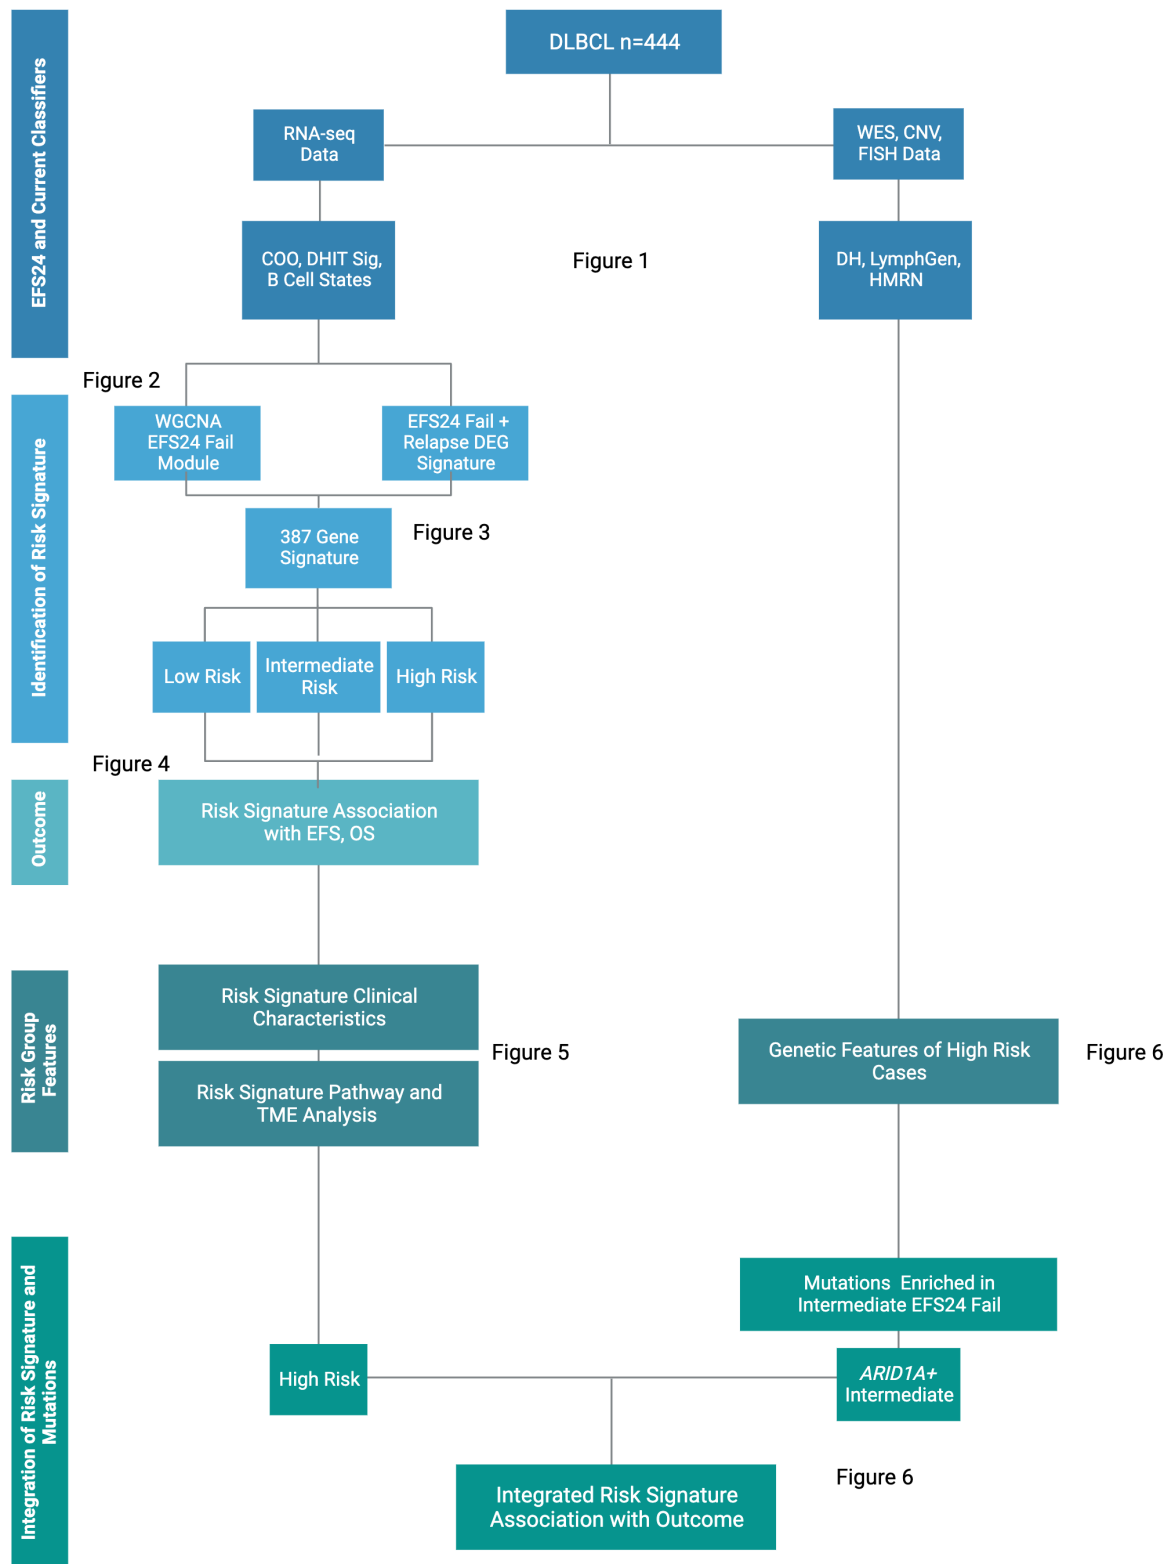 EFS24 and Current Classifiers
DLBCL n=444
RNA-seq
Data
WES, CNV,
FISH Data
COO, DHIT Sig,
B Cell States
Figure 1
DH, LymphGen,
HMRN
Figure 2
Identification of Risk Signature
WGCNA
EFS24 Fail
Module
EFS24 Fail +
Relapse DEG
Signature
387 Gene
Signature
Figure 3
Low Risk
Intermediate
Risk
High Risk
Figure 4
Outcome
Risk Signature Association
with EFS, OS
Risk Group
Features
Risk Signature Clinical
Characteristics
Figure 5
Risk Signature Pathway and
TME Analysis
Genetic Features of High Risk
Cases
Figure 6
Integration of Risk Signature and
Mutations
Mutations Enriched in
Intermediate EFS24 Fail
High Risk
ARID1A+
Intermediate
Figure 6
Integrated Risk Signature
Association with Outcome